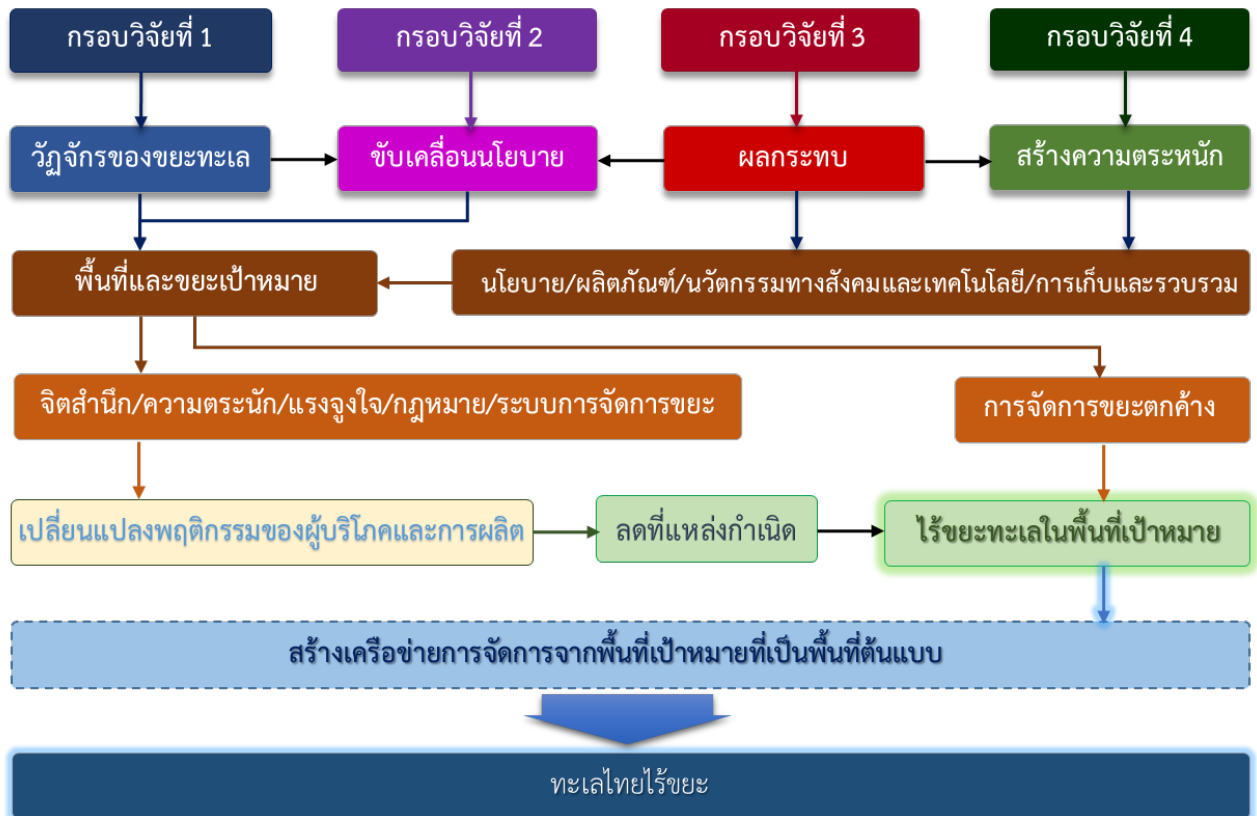 กรอบวิจัยที่ 1
กรอบวิจัยที่ 2
กรอบวิจัยที่ 3
กรอบวิจัยที่ 4
วัฏจักรของขยะทะเล
ขับเคลื่อนนโยบาย
ผลกระทบ
สร้างความตระหนัก
พื้นที่และขยะเป้าหมาย
นโยบาย/ผลิตภัณฑ์/นวัตกรรมทางสังคมและเทคโนโลยี/การเก็บและรวบรวม
จิตสำนึก/ความตระนัก/แรงจูงใจ/กฎหมาย/ระบบการจัดการขยะ
การจัดการขยะตกค้าง
เปลี่ยนแปลงพฤติกรรมของผู้บริโภคและการผลิต
ลดที่แหล่งกำเนิด
ไร้ขยะทะเลในพื้นที่เป้าหมาย
สร้างเครือข่ายการจัดการจากพื้นที่เป้าหมายที่เป็นพื้นที่ต้นแบบ
ทะเลไทยไร้ขยะ